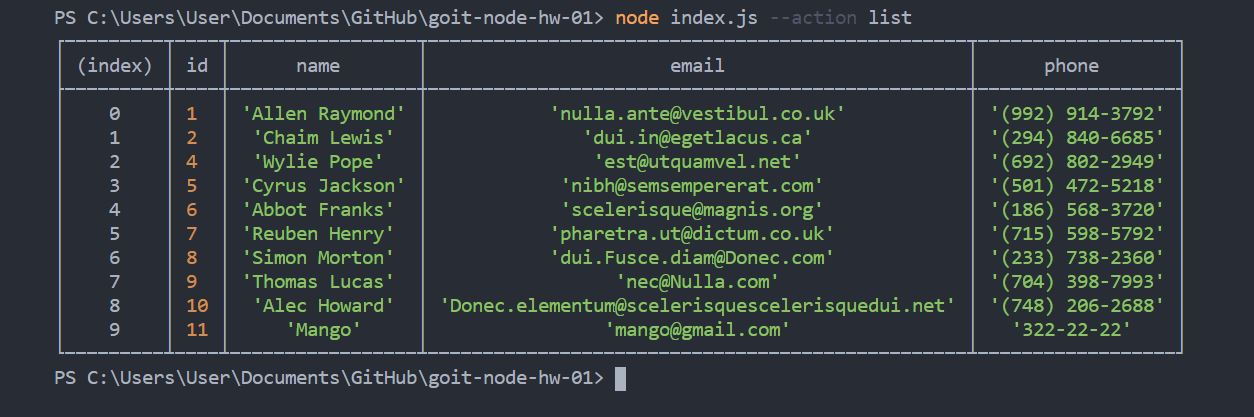 PS C:\Users\User\Documents\GitHub\goit-node-hw-01> node index.js --action list
(index) id name email phone
0 1 'Allen Raymond' 'nulla.ante@vestibul.co.uk' '(992) 914-3792'
1 2 'Chaim Lewis' 'dui.in@egetlacus.ca' '(294) 840-6685'
2 4 'Wylie Pope' 'est@utquamvel.net' '(692) 802-2949'
3 5 'Cyrus Jackson' 'nibh@semsempererat.com' '(501) 472-5218'
4 6 'Abbot Franks' 'scelerisque@magnis.org' '(186) 568-3720'
5 7 'Reuben Henry' 'pharetra.ut@dictum.co.uk' '(715) 598-5792'
6 8 'Simon Morton' 'dui.Fusce.diam@Donec.com' '(233) 738-2360'
7 9 'Thomas Lucas' 'nec@Nulla.com' '(704) 398-7993'
8 10 'Alec Howard' 'Donec.elementum@scelerisquescelerisquedui.net' '(748) 206-2688'
9 11 'Mango' 'mango@gmail.com' '322-22-22'
PS C:\Users\User\Documents\GitHub\goit-node-hw-01>